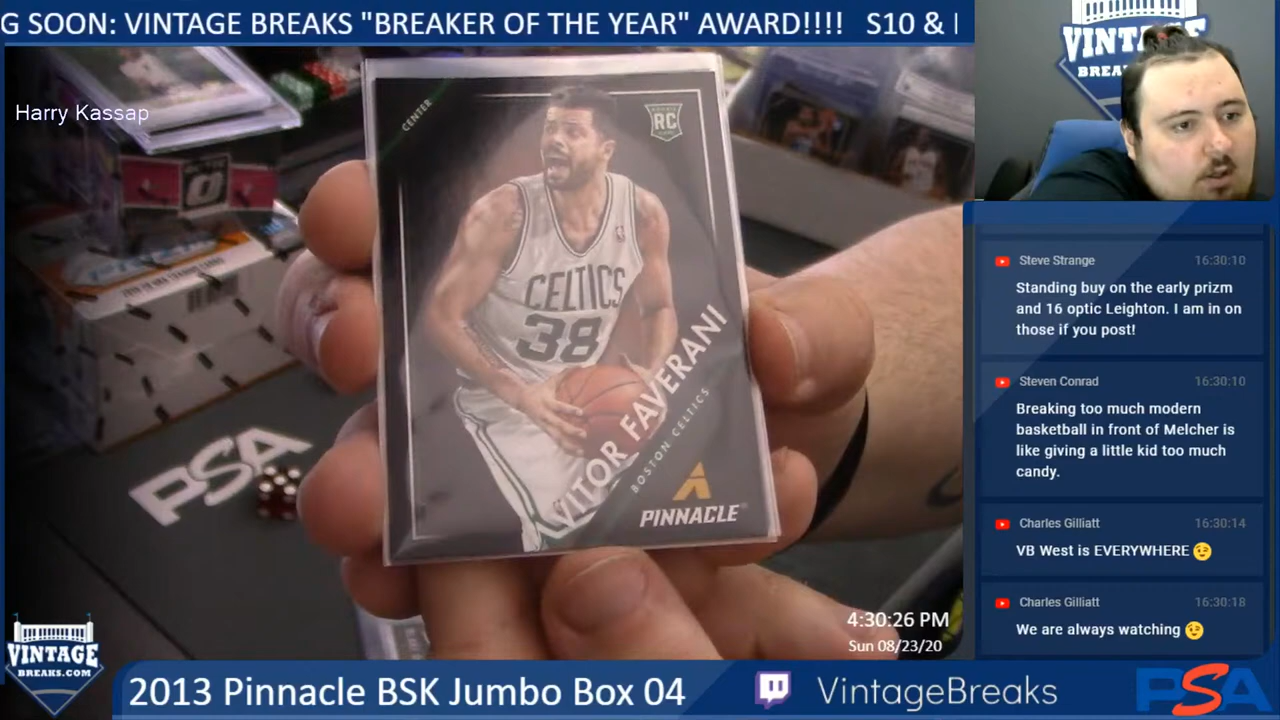 G SOON: VINTAGE BREAKS "BREAKER OF THE YEAR" AWARD!!!! S10 &
Harry Kassap
VINTAGE
BREA
CENTER
ROOKIE
RC
CELTICS
38
VITOR FAVERANI
BOSTON CELTICS
PINNACLE
PSA
Steve Strange
16:30:10
Standing buy on the early prizm
and 16 optic Leighton. I am in on
those if you post!
Steven Conrad
16:30:10
Breaking too much modern
basketball in front of Melcher is
like giving a little kid too much
candy.
Charles Gilliatt
16:30:14
VB West is EVERYWHERE 😉
Charles Gilliatt
16:30:18
We are always watching 😉
4:30:26 PM
Sun 08/23/20
VINTAGE
BREAKS.COM
2013 Pinnacle BSK Jumbo Box 04
VintageBreaks
PSA